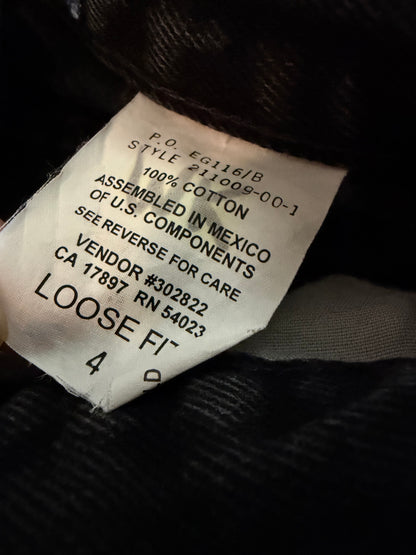 P.O. EG116/B
STYLE 211009-00-1
100% COTTON
ASSEMBLED IN MEXICO
OF U.S. COMPONENTS
SEE REVERSE FOR CARE
VENDOR #302822
CA 17897 RN 54023
LOOSE FIT
4